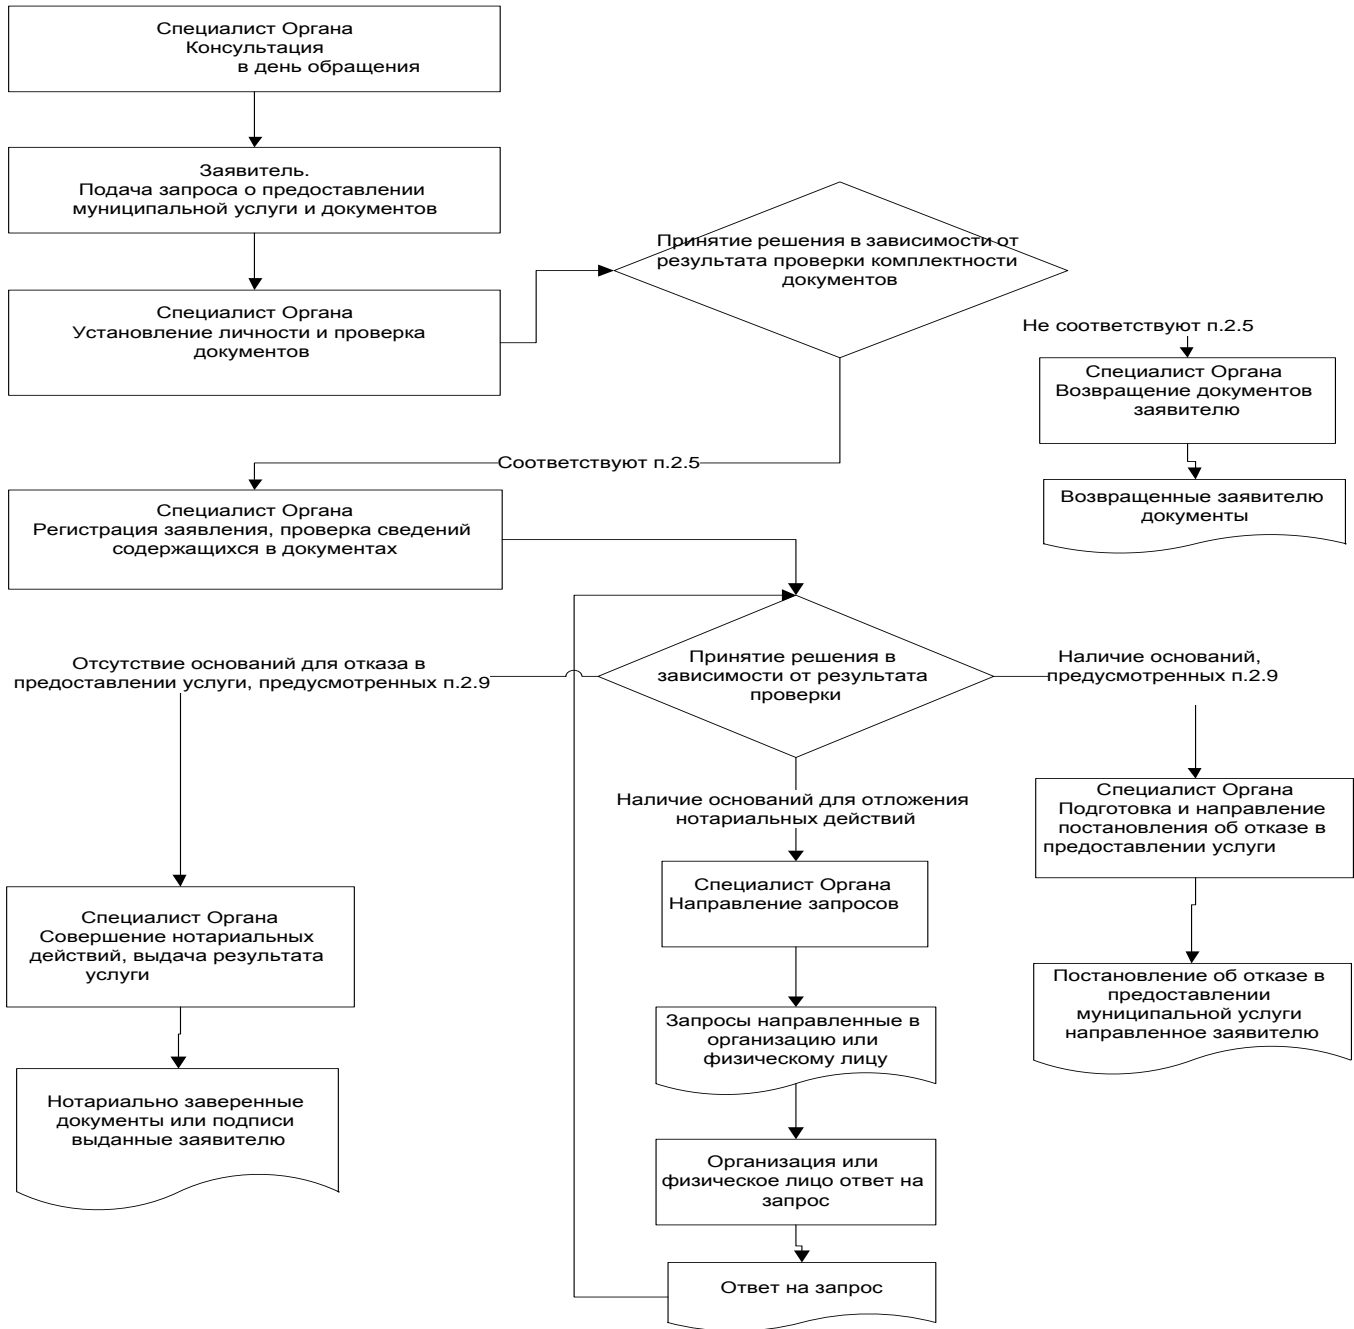 Специалист Органа
Консультация
в день обращения
Заявитель.
Подача запроса о предоставлении
муниципальной услуги и документов
Принятие решения в зависимости от
результата проверки комплектности
документов
Специалист Органа
Установление личности и проверка
документов
Не соответствуют п.2.5
Специалист Органа
Возвращение документов
заявителю
Соответствуют п.2.5
Возвращенные заявителю
документы
Специалист Органа
Регистрация заявления, проверка сведений
содержащихся в документах
Отсутствие оснований для отказа в
предоставлении услуги, предусмотренных п.2.9
Принятие решения в
зависимости от результата
проверки
Наличие оснований,
предусмотренных п.2.9
Наличие оснований для отложения
нотариальных действий
Специалист Органа
Подготовка и направление
постановления об отказе в
предоставлении услуги
Специалист Органа
Направление запросов
Специалист Органа
Совершение нотариальных
действий, выдача результата
услуги
Постановление об отказе в
предоставлении
муниципальной услуги
направленное заявителю
Запросы направленные в
организацию или
физическому лицу
Нотариально заверенные
документы или подписи
выданные заявителю
Организация или
физическое лицо ответ на
запрос
Ответ на запрос